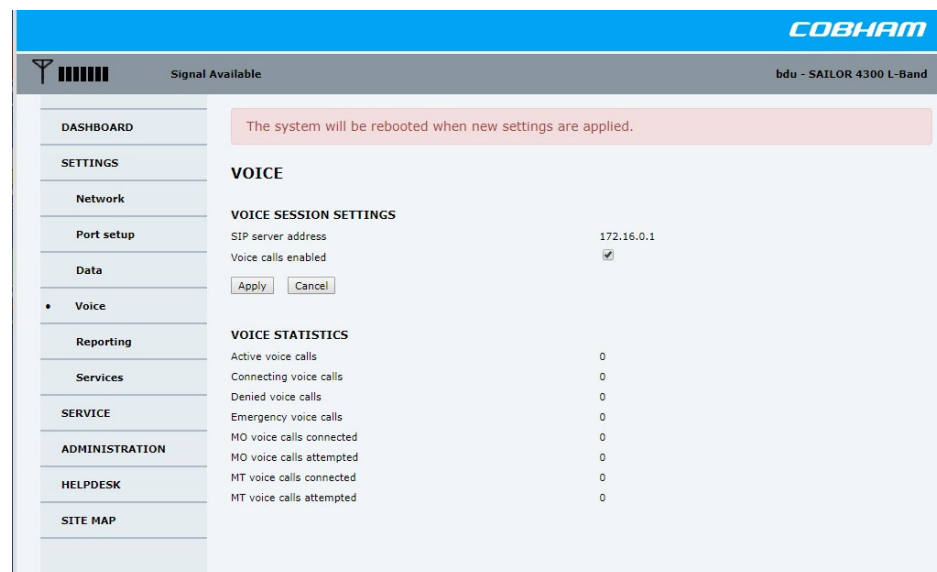 COBHAM
Signal Available
bdu - SAILOR 4300 L-Band
DASHBOARD
SETTINGS
Network
Port setup
Data
Voice
Reporting
Services
SERVICE
ADMINISTRATION
HELPDESK
SITE MAP
The system will be rebooted when new settings are applied.
VOICE
VOICE SESSION SETTINGS
SIP server address 172.16.0.1
Voice calls enabled
Apply Cancel
VOICE STATISTICS
Active voice calls 0
Connecting voice calls 0
Denied voice calls 0
Emergency voice calls 0
MO voice calls connected 0
MO voice calls attempted 0
MT voice calls connected 0
MT voice calls attempted 0